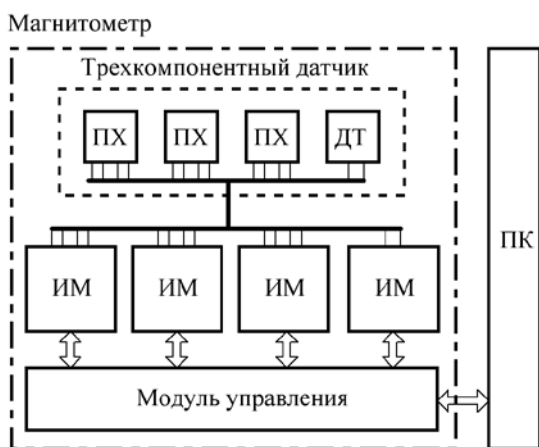 Магнитометр
Трехкомпонентный датчик
ПХ ПХ ПХ ДТ
ПК
ИМ ИМ ИМ ИМ
Модуль управления